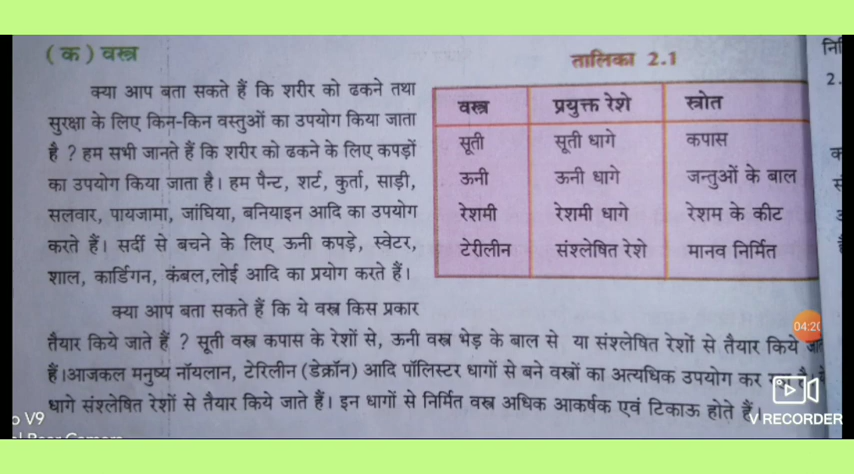 (क) वस्त्र
क्या आप बता सकते हैं कि शरीर को ढकने तथा
सुरक्षा के लिए किन-किन वस्तुओं का उपयोग किया जाता
है ? हम सभी जानते हैं कि शरीर को ढकने के लिए कपड़ों
का उपयोग किया जाता है। हम पैन्ट, शर्ट, कुर्ता, साड़ी,
सलवार, पायजामा, जांघिया, बनियाइन आदि का उपयोग
करते हैं। सर्दी से बचने के लिए ऊनी कपड़े, स्वेटर,
शाल, कार्डिगन, कंबल,लोई आदि का प्रयोग करते हैं।
तालिका 2.1
वस्त्र प्रयुक्त रेशे स्त्रोत
सूती सूती धागे कपास
ऊनी ऊनी धागे जन्तुओं के बाल
रेशमी रेशमी धागे रेशम के कीट
टेरीलीन संश्लेषित रेशे मानव निर्मित
क्या आप बता सकते हैं कि ये वस्त्र किस प्रकार
तैयार किये जाते हैं ? सूती वस्त्र कपास के रेशों से, ऊनी वस्त्र भेड़ के बाल से या संश्लेषित रेशों से तैयार किये
हैं।आजकल मनुष्य नॉयलान, टेरिलीन (डेक्रॉन) आदि पॉलिस्टर धागों से बने वस्त्रों का अत्यधिक उपयोग कर
धागे संश्लेषित रेशों से तैयार किये जाते हैं। इन धागों से निर्मित वस्त्र अधिक आकर्षक एवं टिकाऊ होते हैं।
2.
04:20
V9
V RECORDER